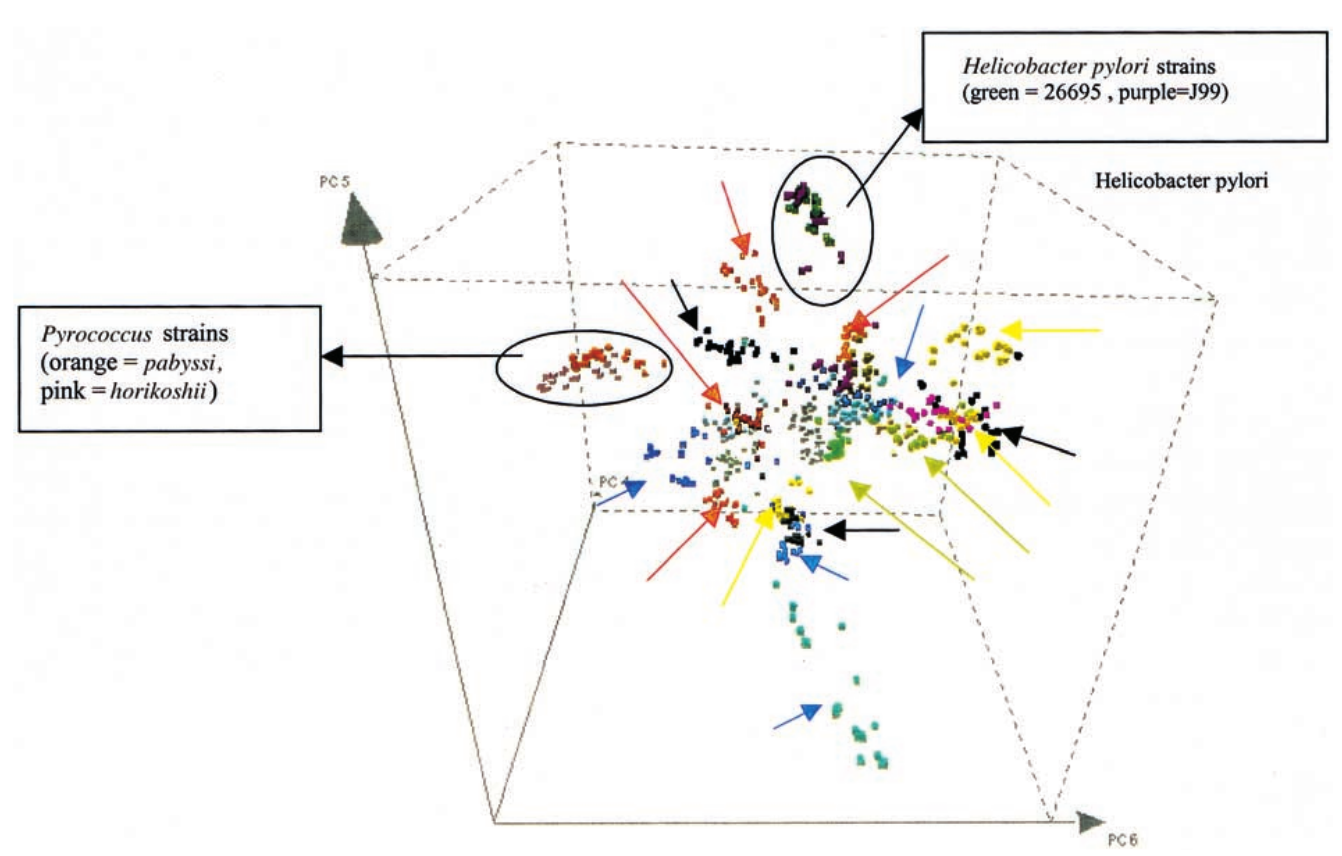 Helicobacter pylori strains
(green = 26695 , purple=J99)
Helicobacter pylori
PC5
Pyrococcus strains
(orange = pabyssi,
pink = horikoshii)
PC4
PC6